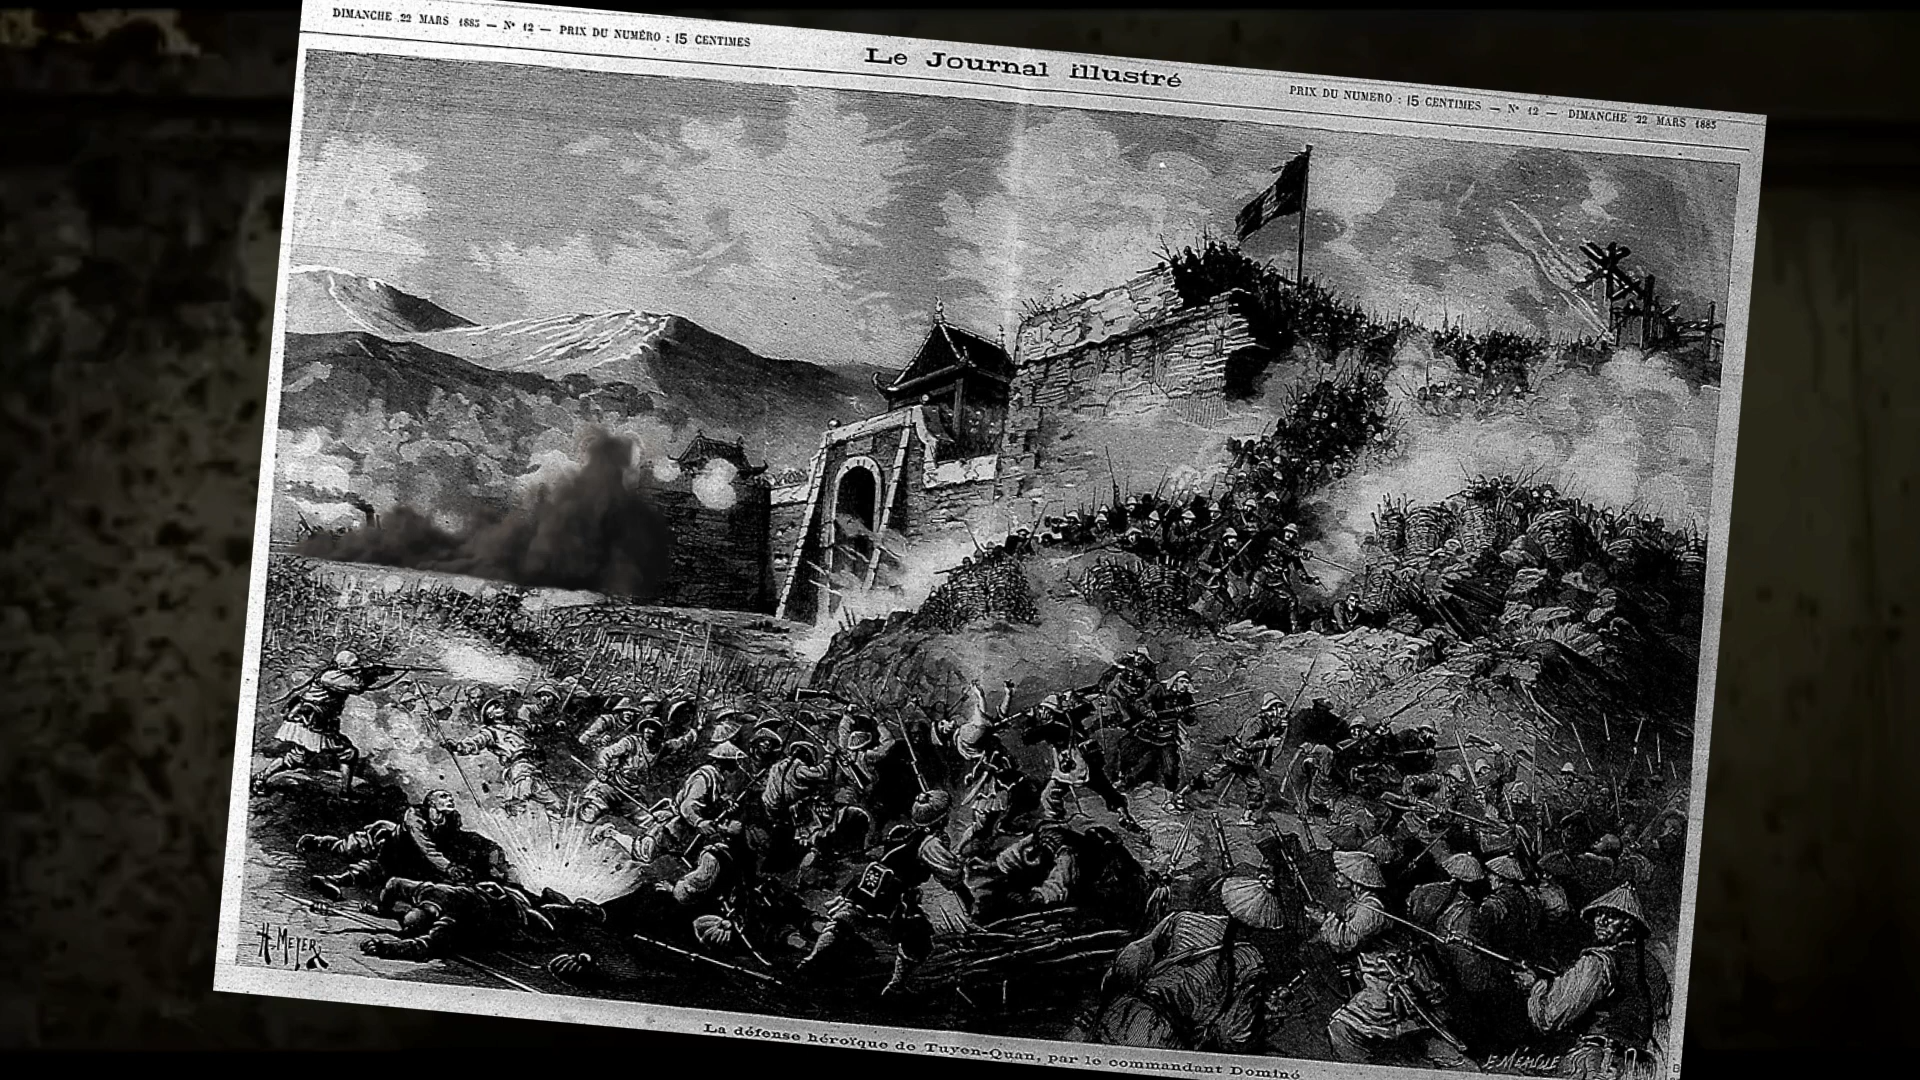 DIMANCHE 22 MARS 1885 — N° 12 — PRIX DU NUMÉRO : 15 CENTIMES
Le Journal illustré
PRIX DU NUMERO : 15 CENTIMES — N° 12 — DIMANCHE 22 MARS 1885
H. MEYER
La défense héroïque de Tuyen-Quan, par le commandant Dominé
F. MÉAULLE